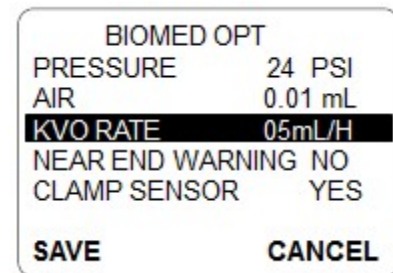 BIOMED OPT
PRESSURE 24 PSI
AIR 0.01 mL
KVO RATE 05mL/H
NEAR END WARNING NO
CLAMP SENSOR YES
SAVE CANCEL